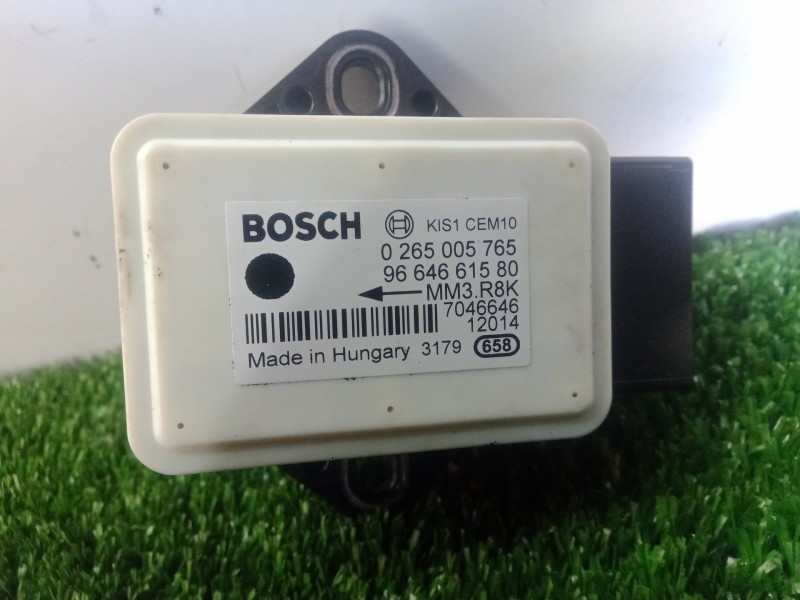 BOSCH KIS1 CEM10
0 265 005 765
96 646 615 80
MM3.R8K
7046646
12014
Made in Hungary 3179 658